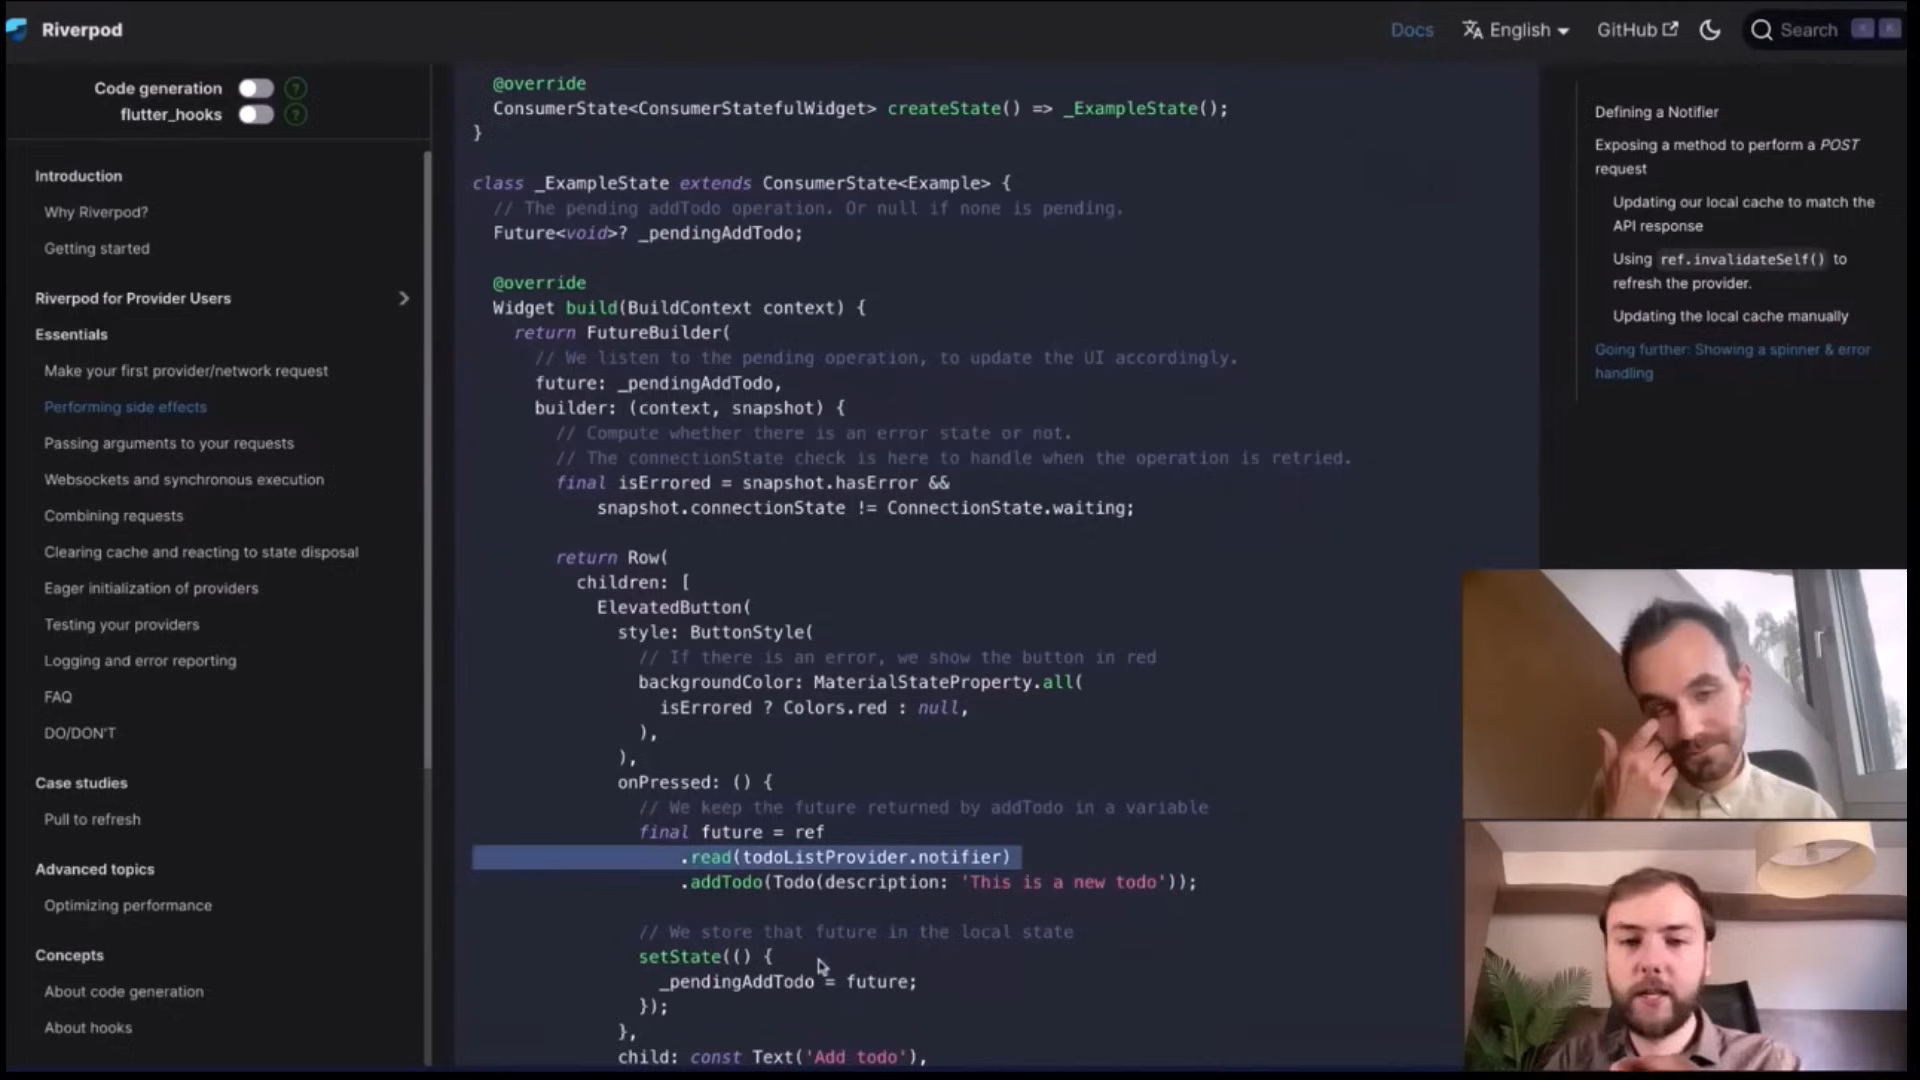 Riverpod
Docs
English
GitHub
Search
Code generation
?
flutter_hooks
?
Introduction
Why Riverpod?
Getting started
Riverpod for Provider Users
Essentials
Make your first provider/network request
Performing side effects
Passing arguments to your requests
Websockets and synchronous execution
Combining requests
Clearing cache and reacting to state disposal
Eager initialization of providers
Testing your providers
Logging and error reporting
FAQ
DO/DON'T
Case studies
Pull to refresh
Advanced topics
Optimizing performance
Concepts
About code generation
About hooks
@override
ConsumerState<ConsumerStatefulWidget> createState() => _ExampleState();
}
class _ExampleState extends ConsumerState<Example> {
// The pending addTodo operation. Or null if none is pending.
Future<void>? _pendingAddTodo;
@override
Widget build(BuildContext context) {
return FutureBuilder(
// We listen to the pending operation, to update the UI accordingly.
future: _pendingAddTodo,
builder: (context, snapshot) {
// Compute whether there is an error state or not.
// The connectionState check is here to handle when the operation is retried.
final isErrored = snapshot.hasError &&
snapshot.connectionState != ConnectionState.waiting;
return Row(
children: [
ElevatedButton(
style: ButtonStyle(
// If there is an error, we show the button in red
backgroundColor: MaterialStateProperty.all(
isErrored ? Colors.red : null,
),
),
onPressed: () {
// We keep the future returned by addTodo in a variable
final future = ref
.read(todoListProvider.notifier)
.addTodo(Todo(description: 'This is a new todo'));
// We store that future in the local state
setState(() {
_pendingAddTodo = future;
});
},
child: const Text('Add todo'),
Defining a Notifier
Exposing a method to perform a POST
request
Updating our local cache to match the
API response
Using ref.invalidateSelf() to
refresh the provider.
Updating the local cache manually
Going further: Showing a spinner & error
handling